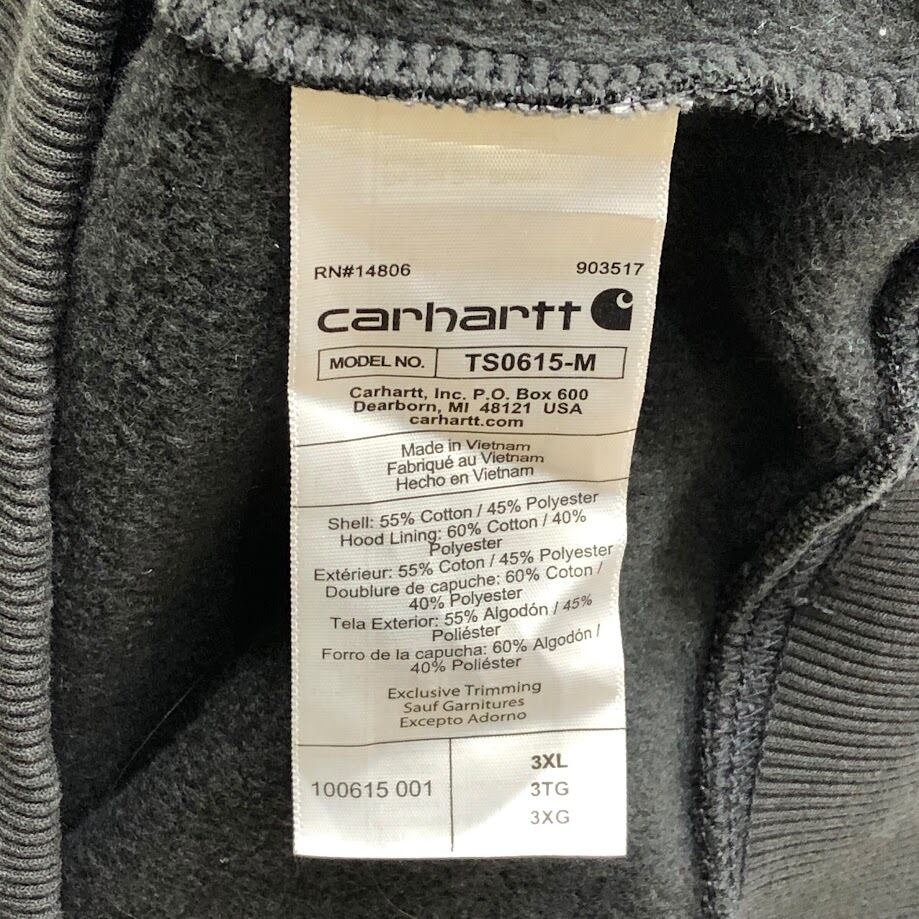 RN#14806 903517
carhartt
MODEL NO. TS0615-M
Carhartt, Inc. P.O. Box 600
Dearborn, MI 48121 USA
carhartt.com
Made in Vietnam
Fabriqué au Vietnam
Hecho en Vietnam
Shell: 55% Cotton / 45% Polyester
Hood Lining: 60% Cotton / 40%
Polyester
Extérieur: 55% Coton / 45% Polyester
Doublure de capuche: 60% Coton /
40% Polyester
Tela Exterior: 55% Algodón / 45%
Poliéster
Forro de la capucha: 60% Algodón /
40% Poliéster
Exclusive Trimming
Sauf Garnitures
Excepto Adorno
100615 001
3XL
3TG
3XG